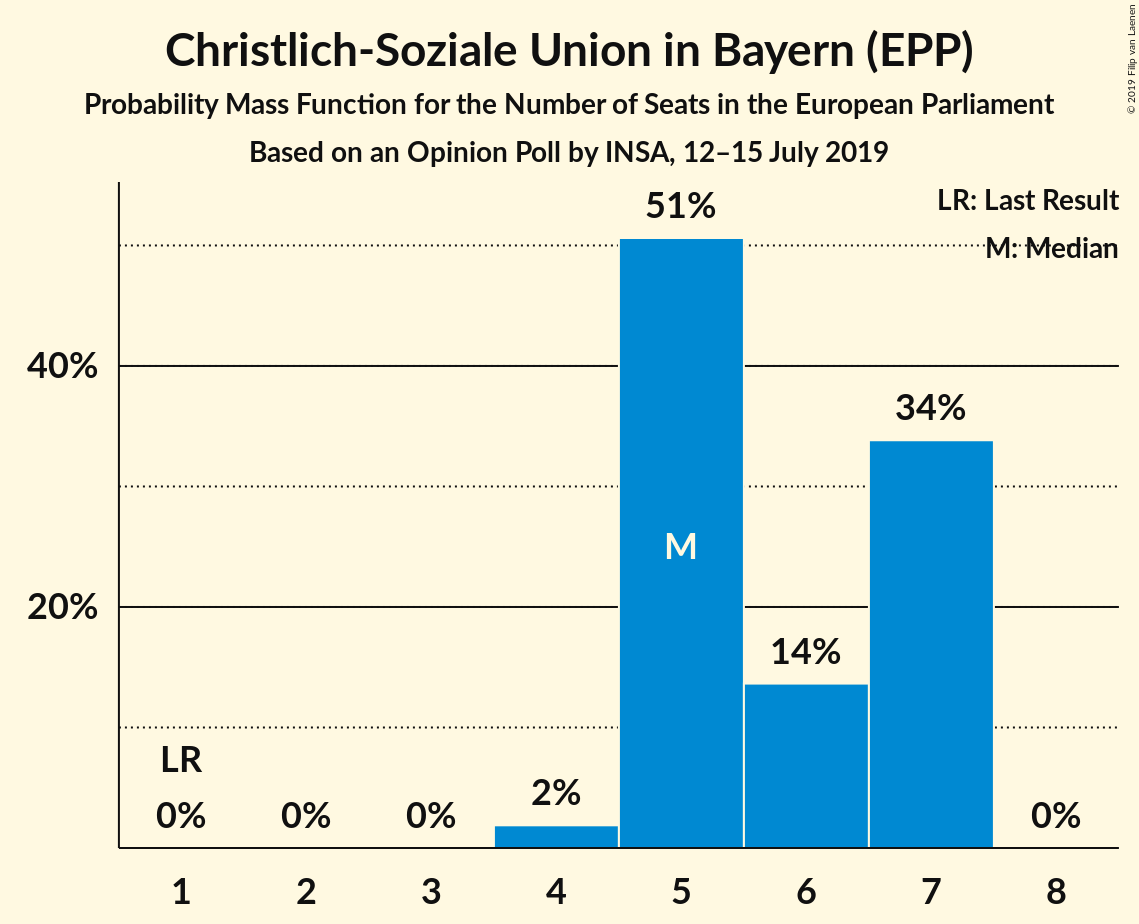 Christlich-Soziale Union in Bayern (EPP)
Probability Mass Function for the Number of Seats in the European Parliament
Based on an Opinion Poll by INSA, 12–15 July 2019
© 2019 Filip van Laenen
LR: Last Result
M: Median
51%
40%
34%
M
20%
14%
LR
0% 0% 0% 2% 0%
1 2 3 4 5 6 7 8